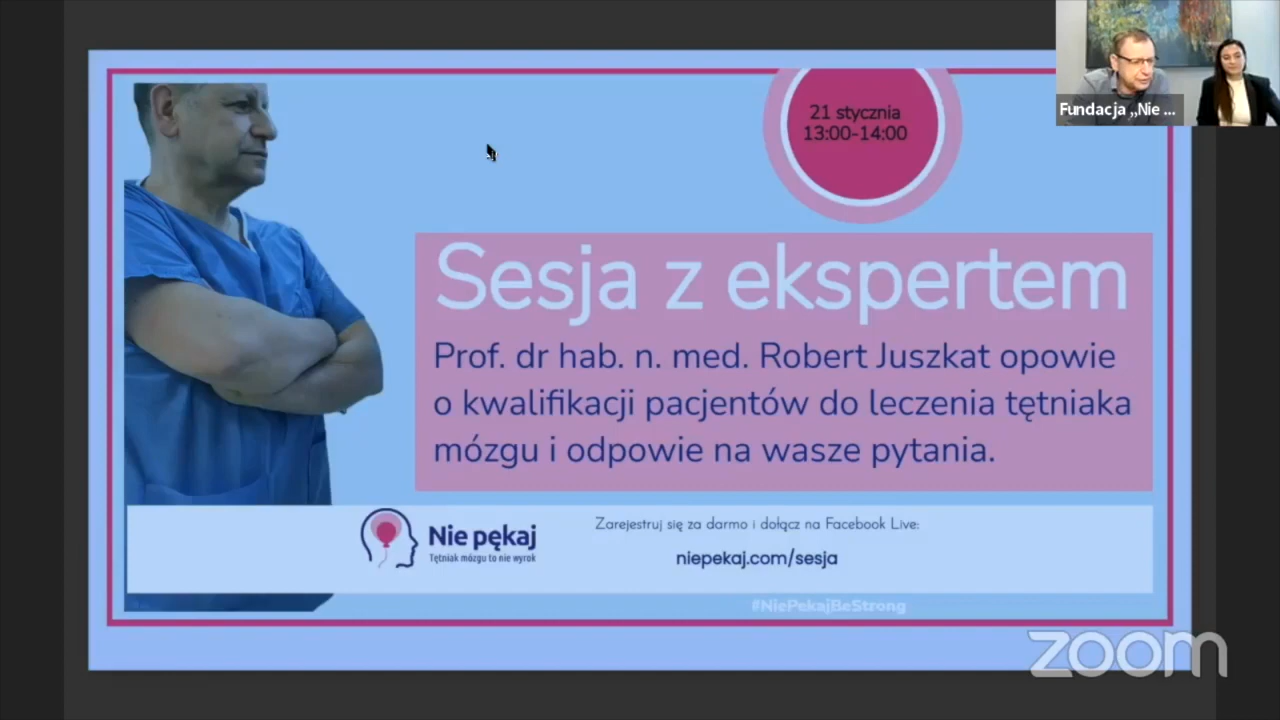 21 stycznia
13:00-14:00
Fundacja „Nie ...
Sesja z ekspertem
Prof. dr hab. n. med. Robert Juszkat opowie
o kwalifikacji pacjentów do leczenia tętniaka
mózgu i odpowie na wasze pytania.
Nie pękaj
Tętniak mózgu to nie wyrok
Zarejestruj się za darmo i dołącz na Facebook Live:
niepekaj.com/sesja
#NiePekajBeStrong
zoom